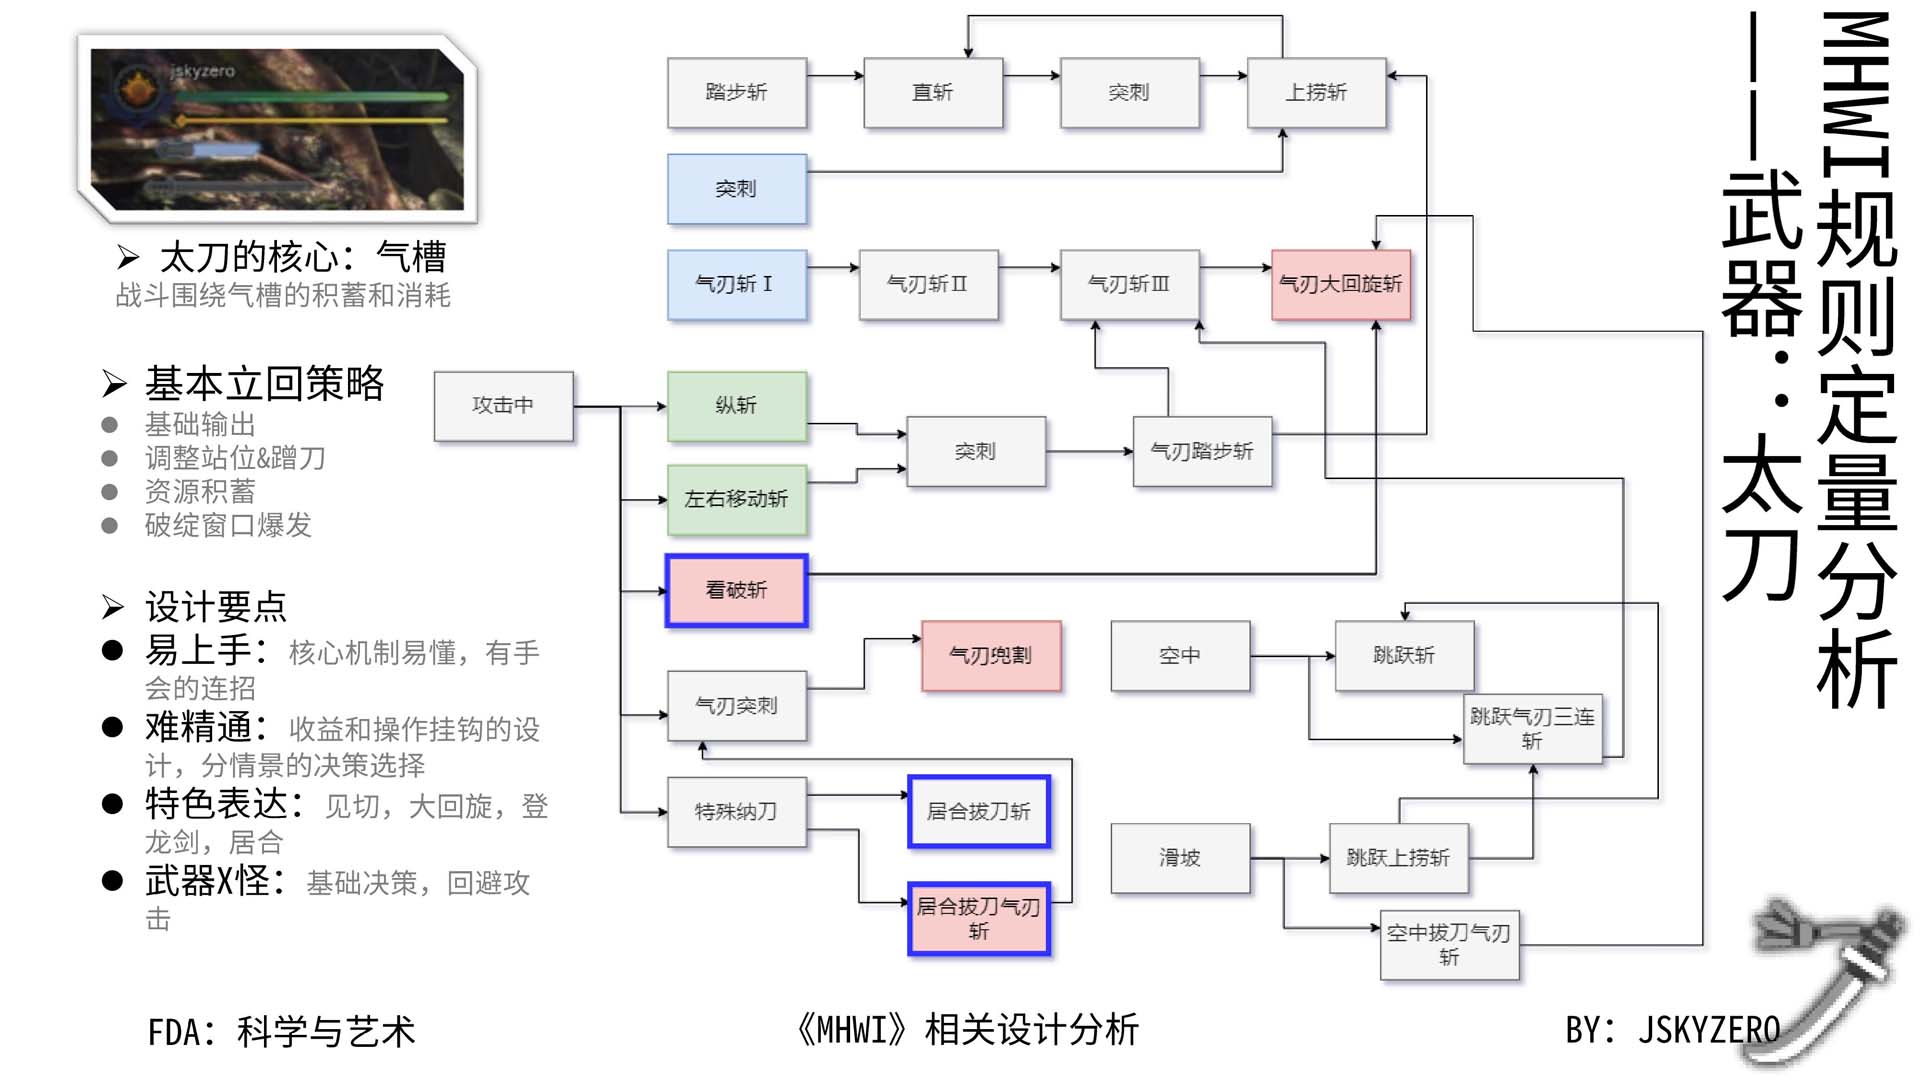 MHWI规则定量分析
——武器：太刀
jskyzero
太刀的核心：气槽
战斗围绕气槽的积蓄和消耗
基本立回策略
基础输出
调整站位&蹭刀
资源积蓄
破绽窗口爆发
设计要点
易上手：核心机制易懂，有手
会的连招
难精通：收益和操作挂钩的设
计，分情景的决策选择
特色表达：见切，大回旋，登
龙剑，居合
武器X怪：基础决策，回避攻
击
踏步斩
直斩
突刺
上捞斩
突刺
气刃斩Ⅰ
气刃斩Ⅱ
气刃斩Ⅲ
气刃大回旋斩
攻击中
纵斩
突刺
气刃踏步斩
左右移动斩
看破斩
气刃突刺
气刃兜割
空中
跳跃斩
跳跃气刃三连
斩
特殊纳刀
居合拔刀斩
居合拔刀气刃
斩
滑坡
跳跃上捞斩
空中拔刀气刃
斩
FDA：科学与艺术
《MHWI》相关设计分析
BY：JSKYZERO